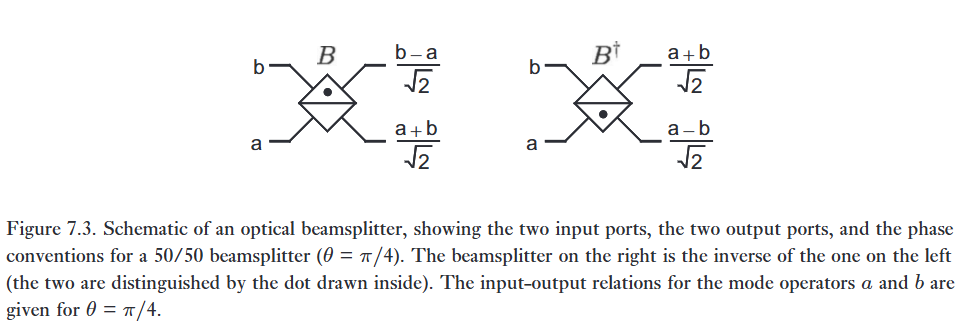 b B b – a
√2
a a + b
√2
b B† a + b
√2
a a – b
√2
Figure 7.3. Schematic of an optical beamsplitter, showing the two input ports, the two output ports, and the phase
conventions for a 50/50 beamsplitter (θ = π/4). The beamsplitter on the right is the inverse of the one on the left
(the two are distinguished by the dot drawn inside). The input–output relations for the mode operators a and b are
given for θ = π/4.